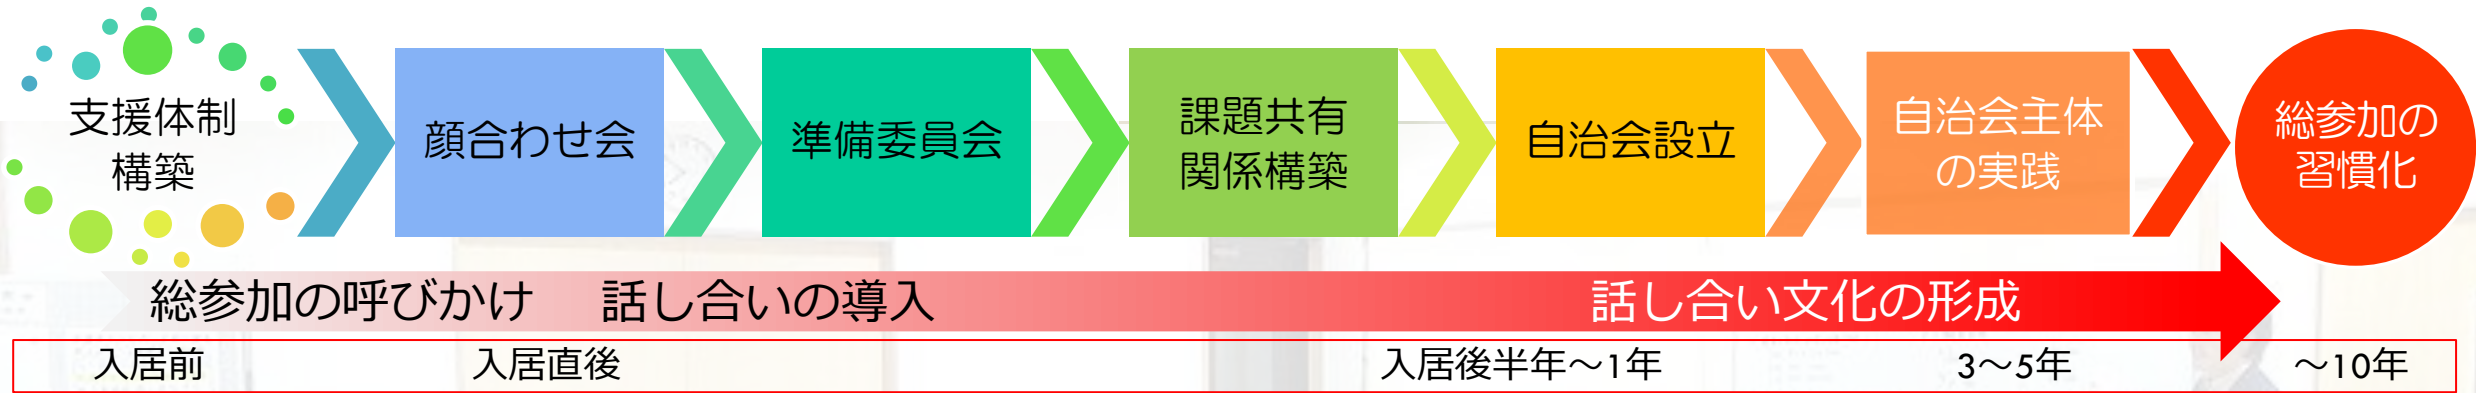 支援体制
構築
顔合わせ会
準備委員会
課題共有
関係構築
自治会設立
自治会主体
の実践
総参加の
習慣化
総参加の呼びかけ　話し合いの導入
話し合い文化の形成
入居前
入居直後
入居後半年～1年
3～5年
～10年